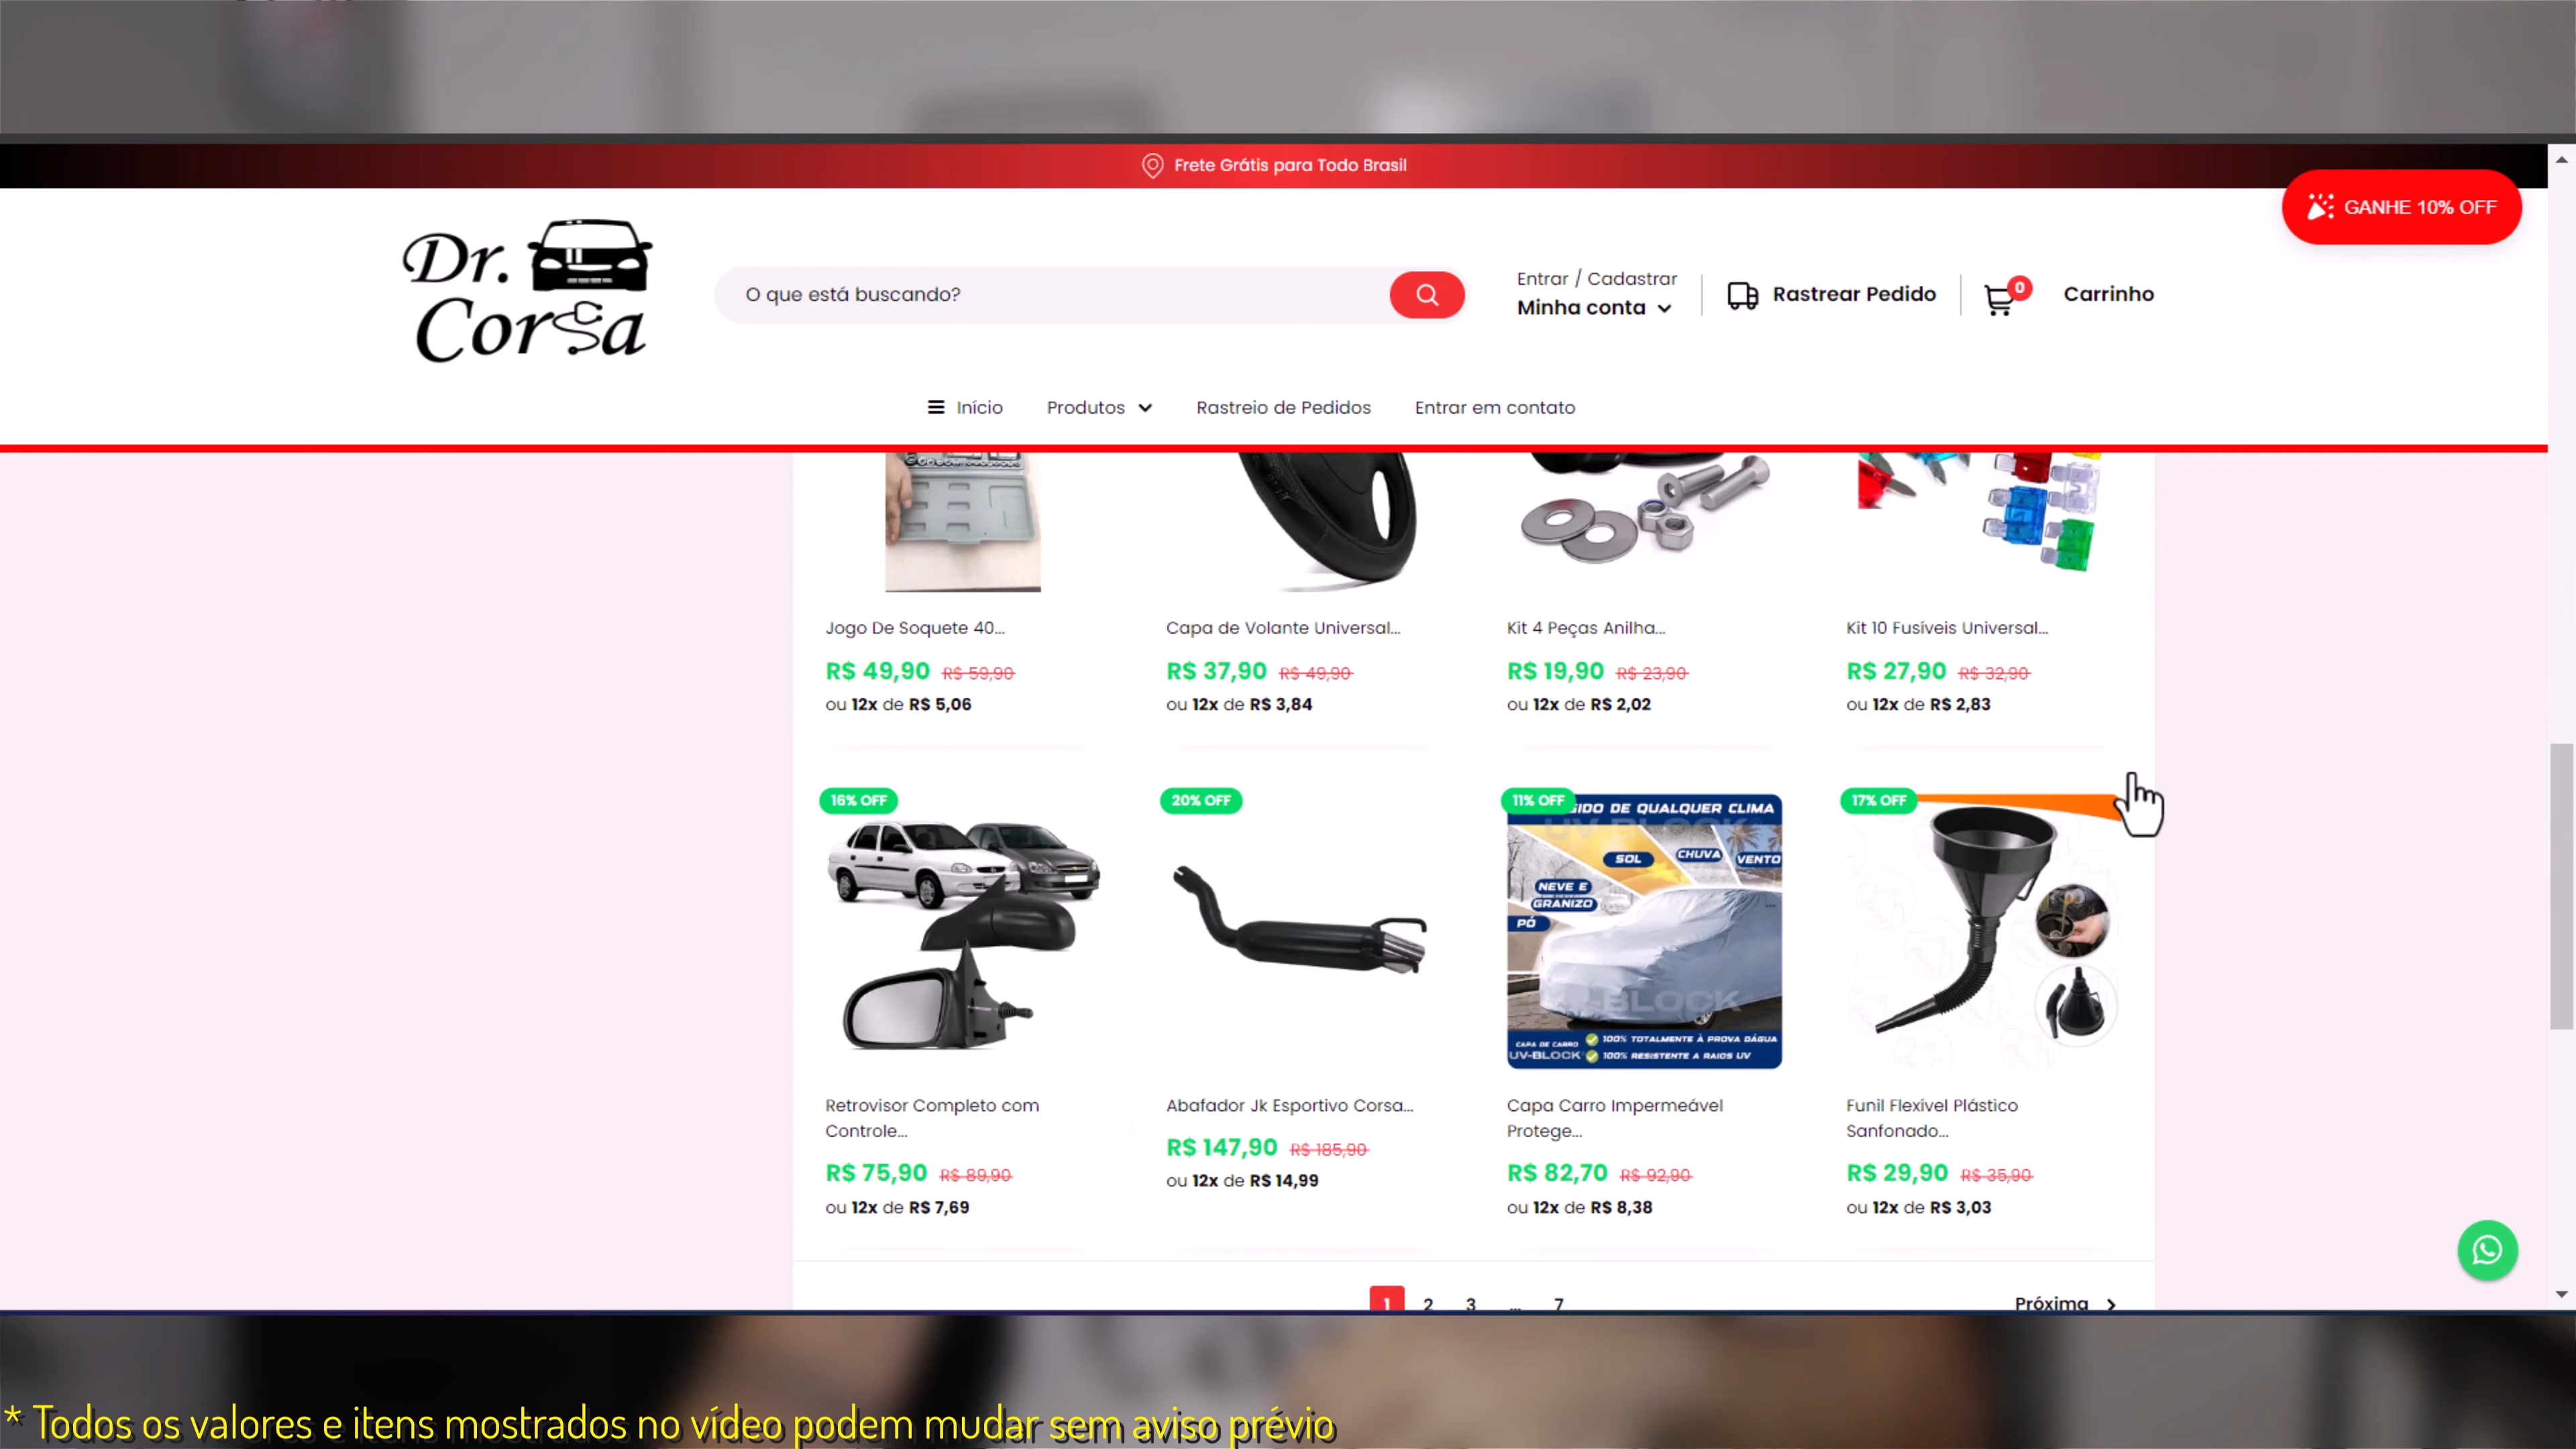 Frete Grátis para Todo Brasil
GANHE 10% OFF
Dr.
Corsa
O que está buscando?
Entrar / Cadastrar
Minha conta
Rastrear Pedido
0
Carrinho
Início
Produtos
Rastreio de Pedidos
Entrar em contato
Jogo De Soquete 40...
R$ 49,90 R$ 59,90
ou 12x de R$ 5,06
Capa de Volante Universal...
R$ 37,90 R$ 49,90
ou 12x de R$ 3,84
Kit 4 Peças Anilha...
R$ 19,90 R$ 23,90
ou 12x de R$ 2,02
Kit 10 Fusíveis Universal...
R$ 27,90 R$ 32,90
ou 12x de R$ 2,83
16% OFF
Retrovisor Completo com
Controle...
R$ 75,90 R$ 89,90
ou 12x de R$ 7,69
20% OFF
Abafador Jk Esportivo Corsa...
R$ 147,90 R$ 185,90
ou 12x de R$ 14,99
11% OFF
DE QUALQUER CLIMA
SOL
CHUVA
VENTO
NEVE E
GRANIZO
PÓ
UV-BLOCK
CAPA DE CARRO
UV-BLOCK
100% TOTALMENTE À PROVA DÁGUA
100% RESISTENTE A RAIOS UV
Capa Carro Impermeável
Protege...
R$ 82,70 R$ 92,90
ou 12x de R$ 8,38
17% OFF
Funil Flexível Plástico
Sanfonado...
R$ 29,90 R$ 35,90
ou 12x de R$ 3,03
1 2 3 ... 7
Próxima
* Todos os valores e itens mostrados no vídeo podem mudar sem aviso prévio